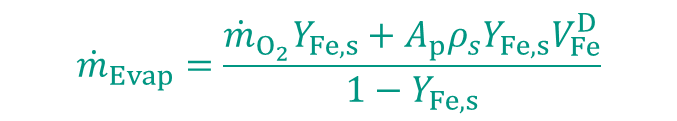 ṁ_Evap = (ṁ_O₂ Y_Fe,s + A_p ρ_s Y_Fe,s V_Fe^D) / (1 − Y_Fe,s)